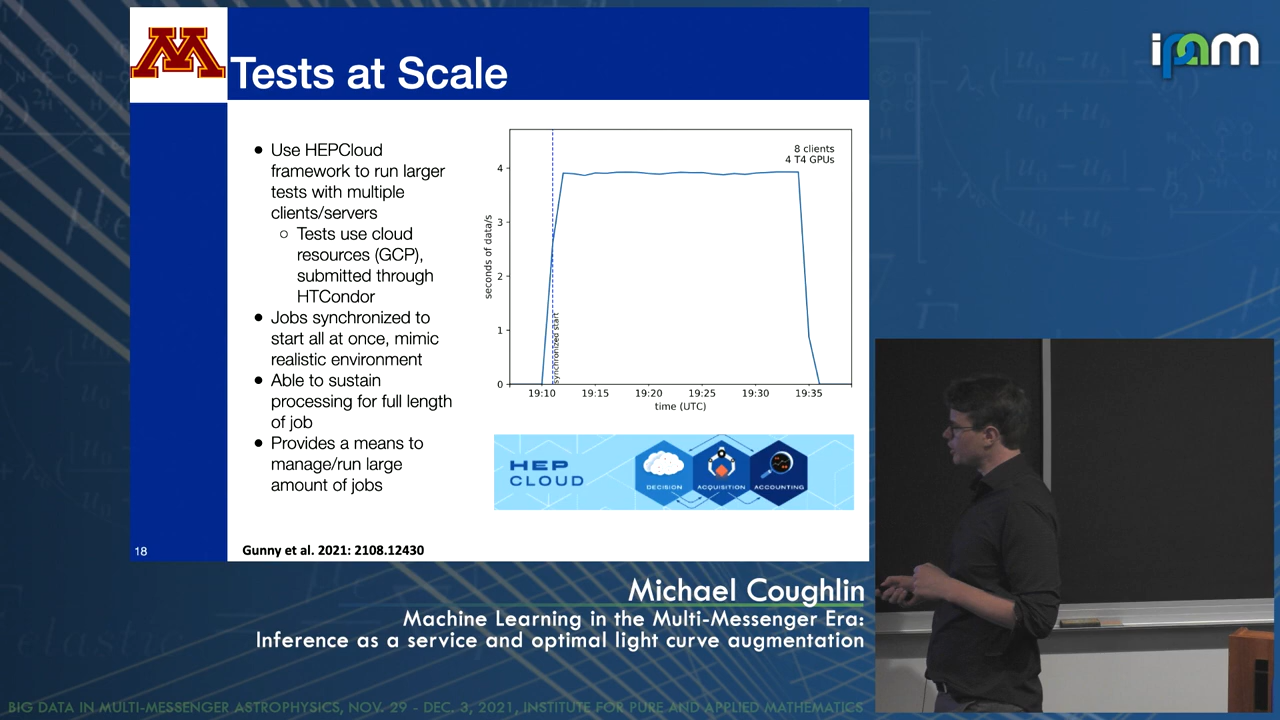 ipam
M
Tests at Scale
● Use HEPCloud
framework to run larger
tests with multiple
clients/servers
○ Tests use cloud
resources (GCP),
submitted through
HTCondor
● Jobs synchronized to
start all at once, mimic
realistic environment
● Able to sustain
processing for full length
of job
● Provides a means to
manage/run large
amount of jobs
8 clients
4 T4 GPUs
seconds of data/s
4
3
2
1
0
synchronized start
19:10 19:15 19:20 19:25 19:30 19:35
time (UTC)
HEP
CLOUD
DECISION ACQUISITION ACCOUNTING
18
Gunny et al. 2021: 2108.12430
Michael Coughlin
Machine Learning in the Multi-Messenger Era:
Inference as a service and optimal light curve augmentation
BIG DATA IN MULTI-MESSENGER ASTROPHYSICS, NOV. 29 - DEC. 3, 2021, INSTITUTE FOR PURE AND APPLIED MATHEMATICS